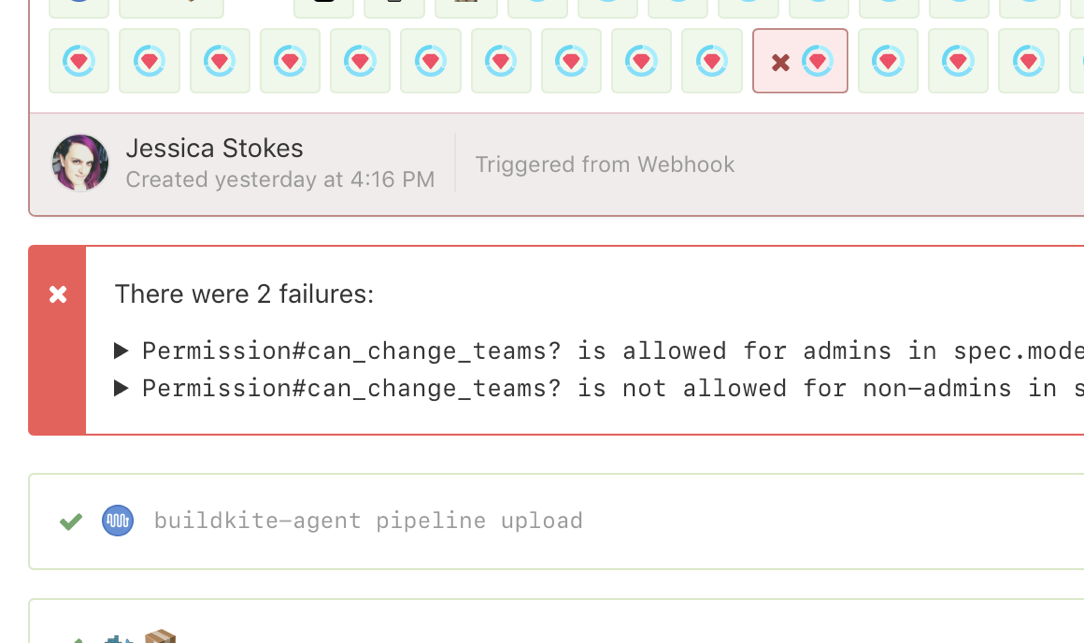 Jessica Stokes
Created yesterday at 4:16 PM
Triggered from Webhook
There were 2 failures:
Permission#can_change_teams? is allowed for admins in spec.mode
Permission#can_change_teams? is not allowed for non-admins in s
buildkite-agent pipeline upload